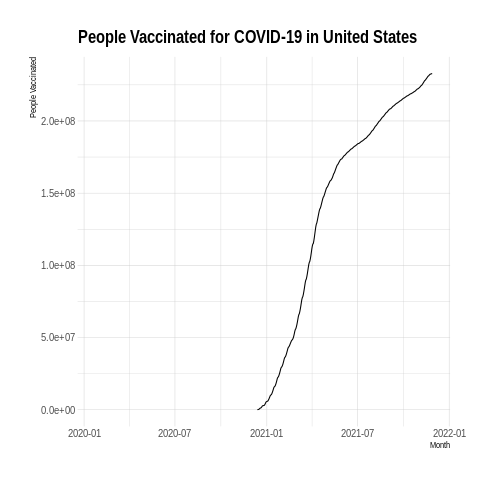 People Vaccinated for COVID-19 in United States
People Vaccinated
2.0e+08
1.5e+08
1.0e+08
5.0e+07
0.0e+00
2020-01 2020-07 2021-01 2021-07 2022-01
Month